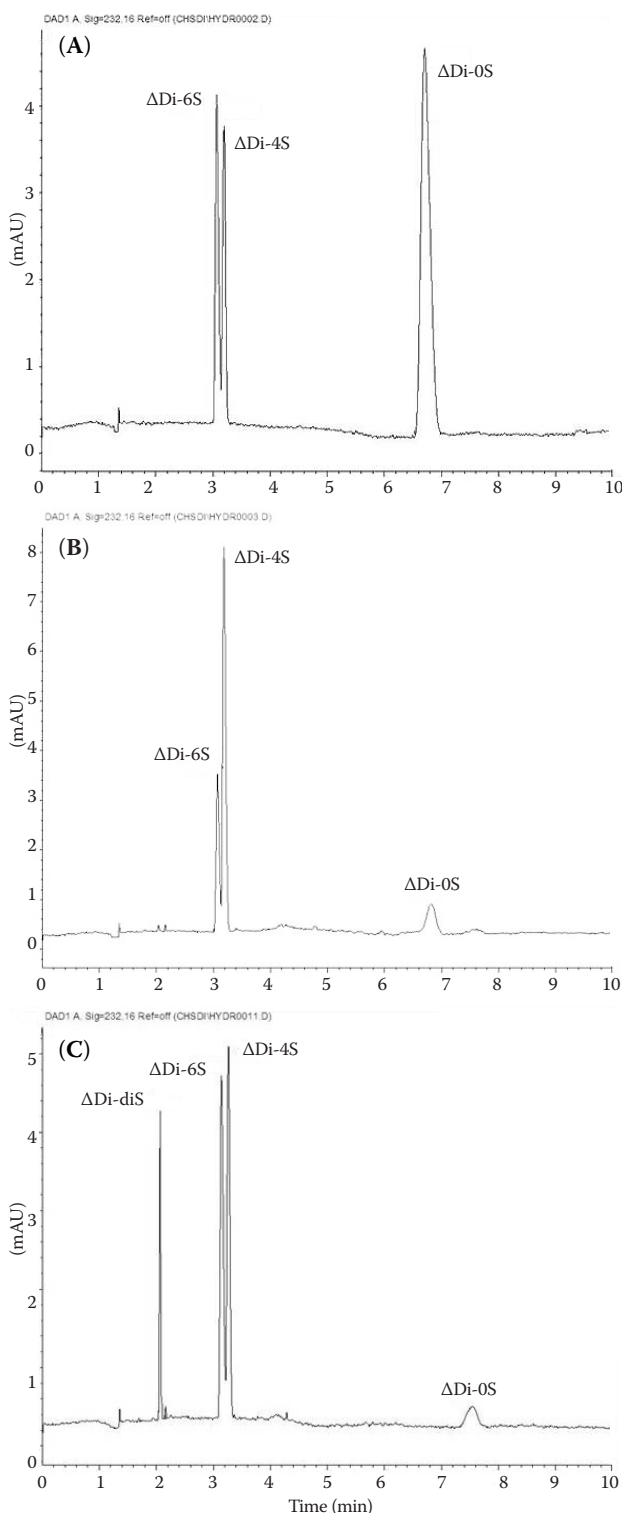 DAD1 A, Sig=232,16 Ref=off (CHSDI\HYDR0002.D)
(A)
ΔDi-0S
ΔDi-6S
ΔDi-4S
4
3
(mAU)
2
1
0
0 1 2 3 4 5 6 7 8 9 10
DAD1 A, Sig=232,16 Ref=off (CHSDI\HYDR0003.D)
(B)
ΔDi-4S
8
7
6
5
(mAU)
4
ΔDi-6S
3
2
ΔDi-0S
1
0
0 1 2 3 4 5 6 7 8 9 10
DAD1 A, Sig=232,16 Ref=off (CHSDI\HYDR0011.D)
(C)
ΔDi-4S
5
ΔDi-6S
ΔDi-diS
4
3
(mAU)
2
ΔDi-0S
1
0
0 1 2 3 4 5 6 7 8 9 10
Time (min)